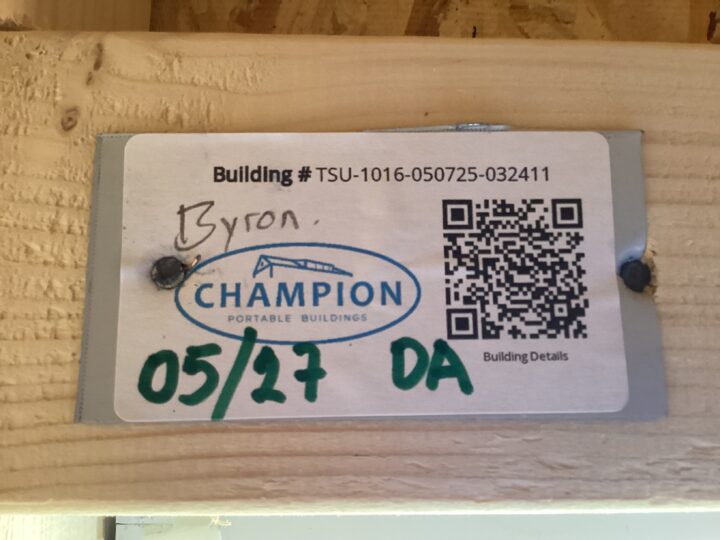 Building # TSU-1016-050725-032411
Byron.
CHAMPION
PORTABLE BUILDINGS
05/27 DA
Building Details